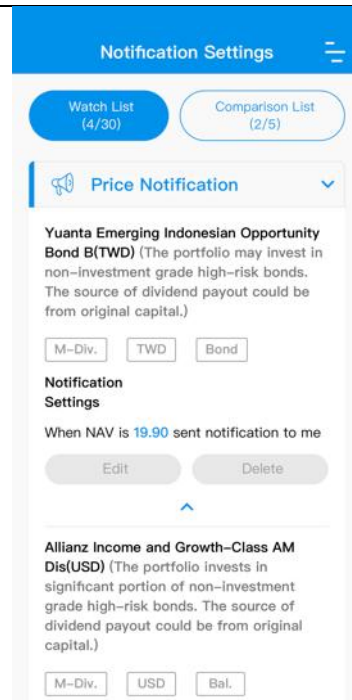 Notification Settings
Watch List
(4/30)
Comparison List
(2/5)
Price Notification
Yuanta Emerging Indonesian Opportunity
Bond B(TWD) (The portfolio may invest in
non-investment grade high-risk bonds.
The source of dividend payout could be
from original capital.)
M-Div. TWD Bond
Notification
Settings
When NAV is 19.90 sent notification to me
Edit Delete
Allianz Income and Growth-Class AM
Dis(USD) (The portfolio invests in
significant portion of non-investment
grade high-risk bonds. The source of
dividend payout could be from original
capital.)
M-Div. USD Bal.